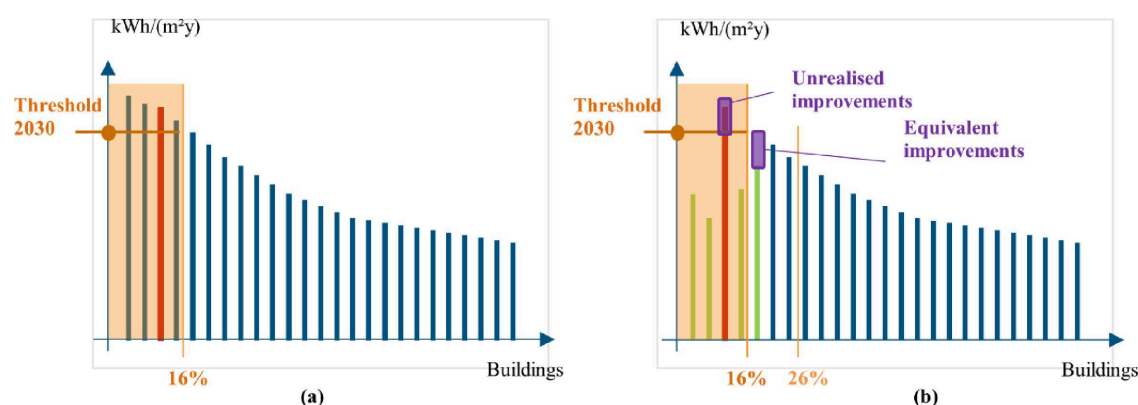 kWh/(m²y)
Threshold
2030
16%
Buildings
(a)
kWh/(m²y)
Unrealised
improvements
Threshold
2030
Equivalent
improvements
16%
26%
Buildings
(b)